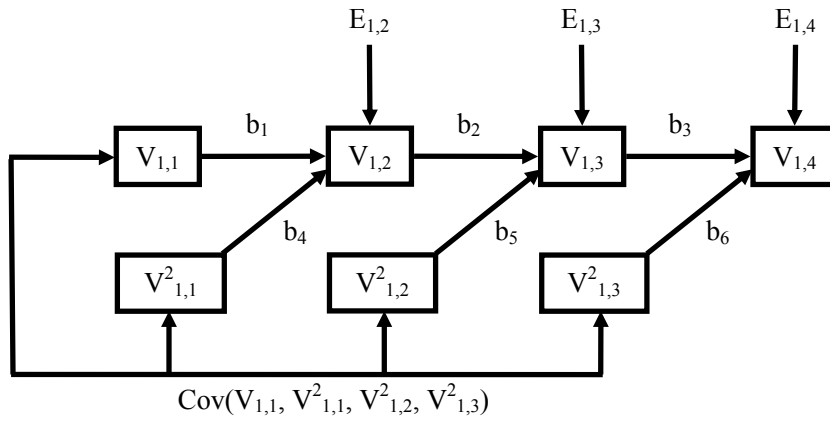 E1,2 E1,3 E1,4
b1 b2 b3
V1,1 V1,2 V1,3 V1,4
b4 b5 b6
V²1,1 V²1,2 V²1,3
Cov(V1,1, V²1,1, V²1,2, V²1,3)